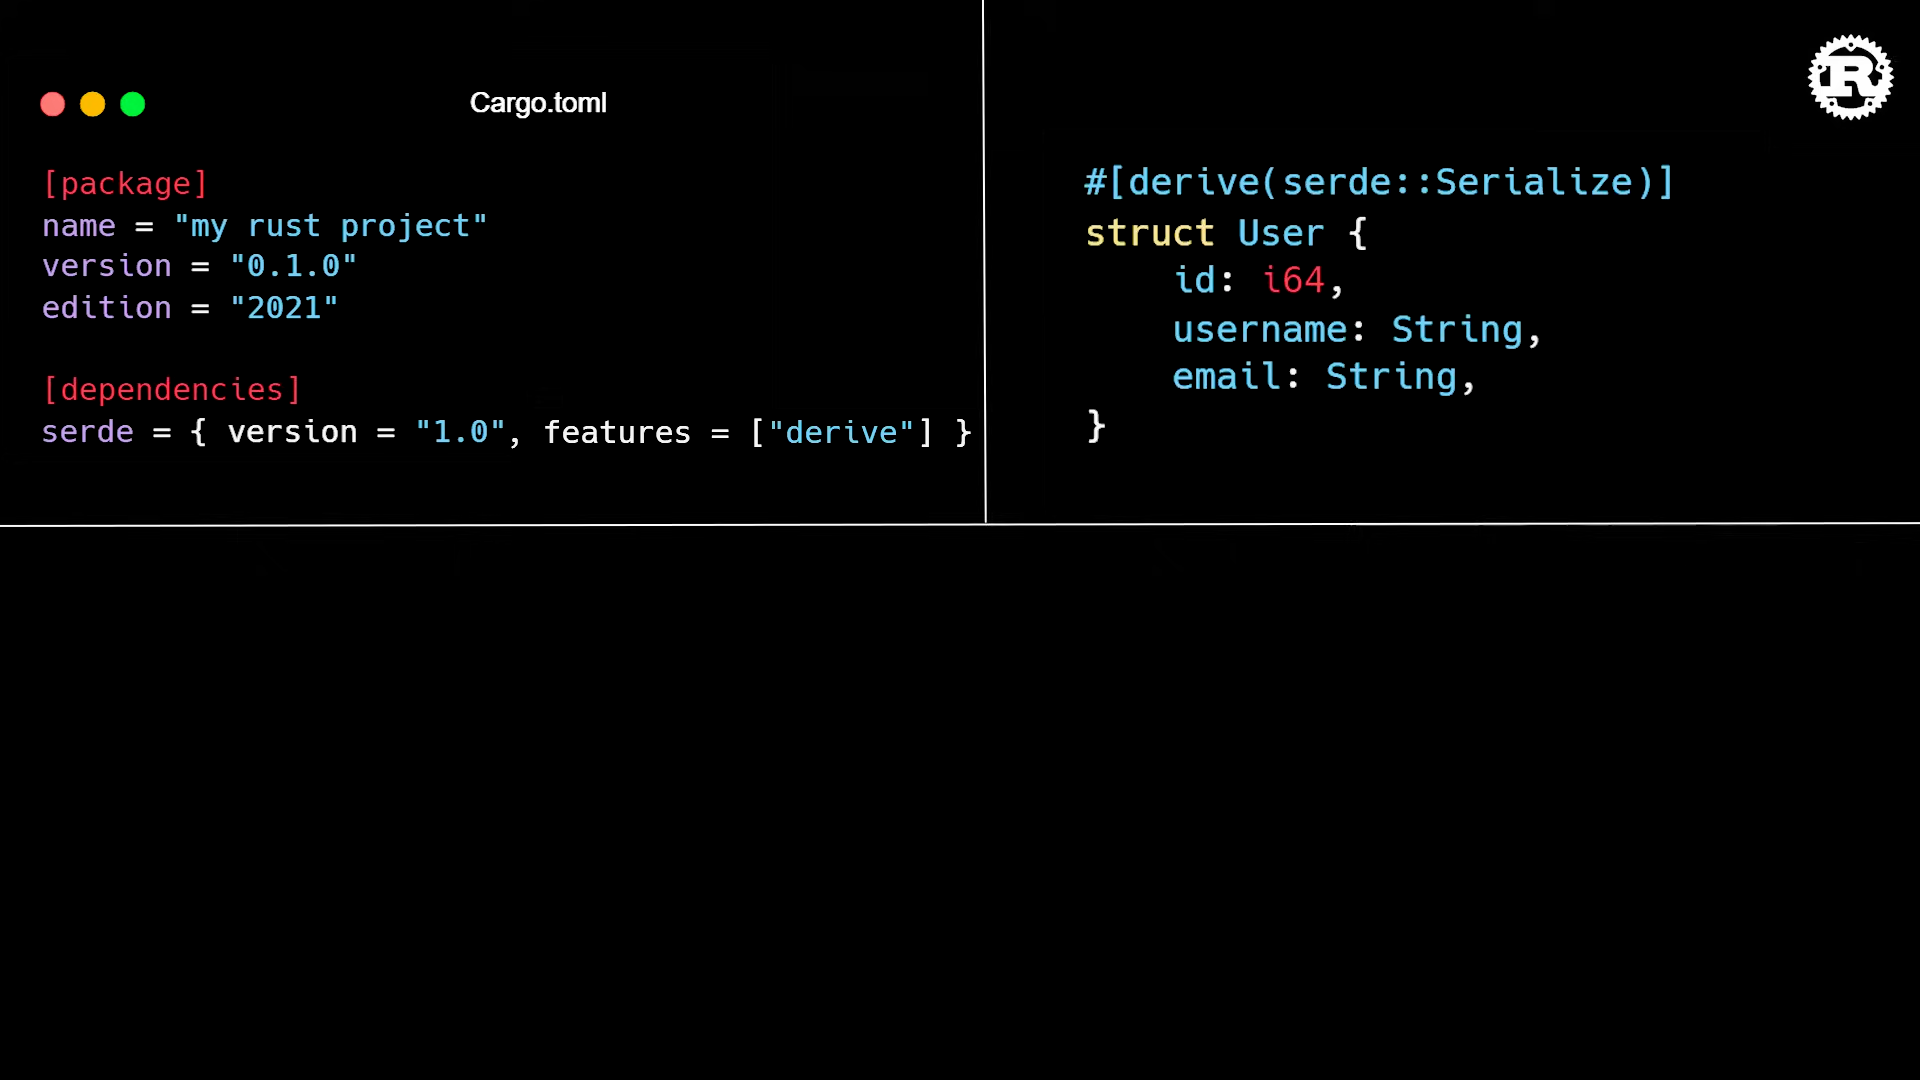 Cargo.toml
[package]
name = "my rust project"
version = "0.1.0"
edition = "2021"
[dependencies]
serde = { version = "1.0", features = ["derive"] }
R
#[derive(serde::Serialize)]
struct User {
id: i64,
username: String,
email: String,
}